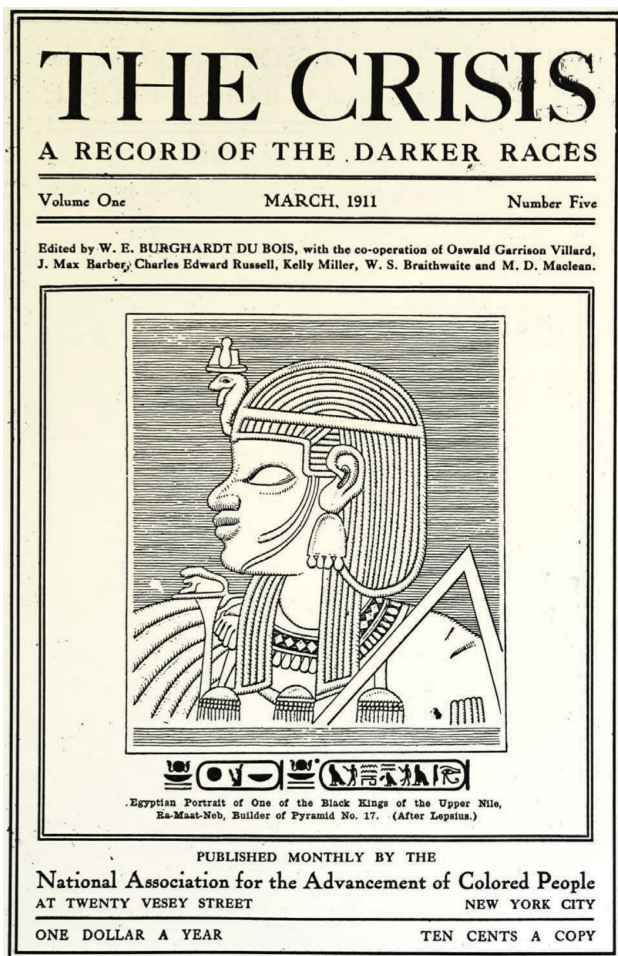 THE CRISIS
A RECORD OF THE DARKER RACES
Volume One MARCH, 1911 Number Five
Edited by W. E. BURGHARDT DU BOIS, with the co-operation of Oswald Garrison Villard,
J. Max Barber, Charles Edward Russell, Kelly Miller, W. S. Braithwaite and M. D. Maclean.
Egyptian Portrait of One of the Black Kings of the Upper Nile,
Ra-Maat-Neb, Builder of Pyramid No. 17. (After Lepsius.)
PUBLISHED MONTHLY BY THE
National Association for the Advancement of Colored People
AT TWENTY VESEY STREET NEW YORK CITY
ONE DOLLAR A YEAR TEN CENTS A COPY